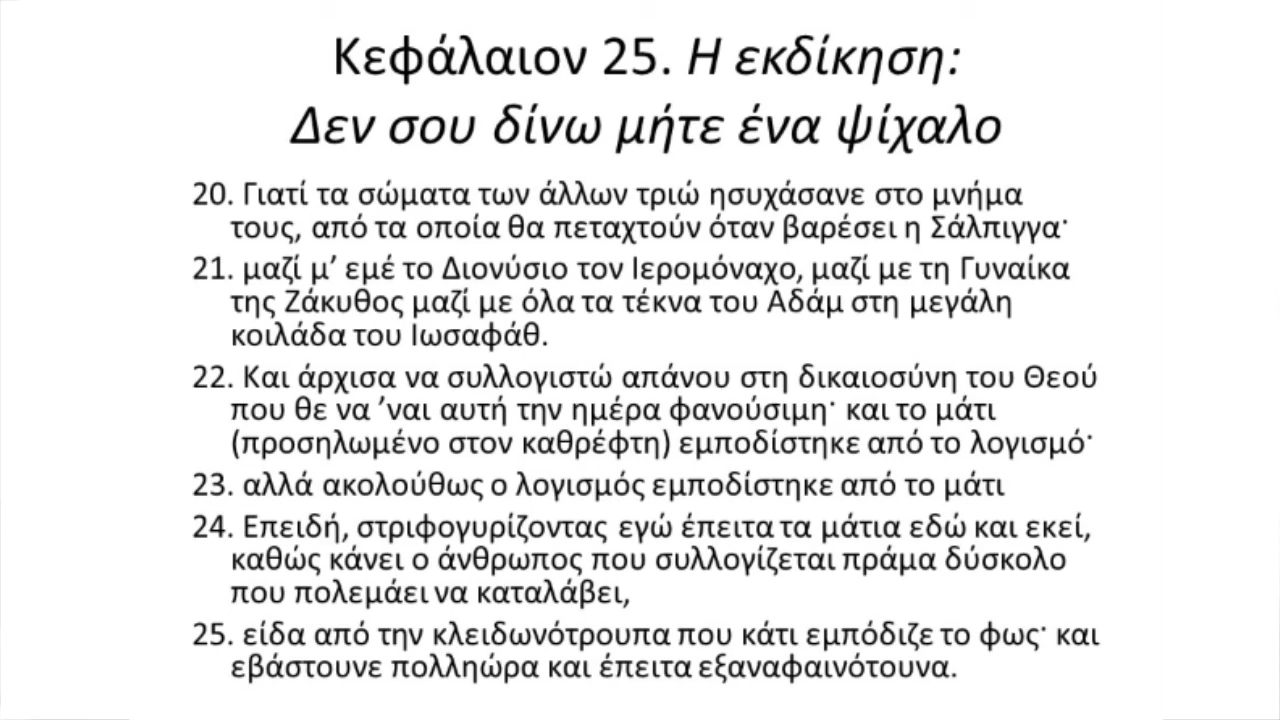 Κεφάλαιον 25. Η εκδίκηση:
Δεν σου δίνω μήτε ένα ψίχαλο
20. Γιατί τα σώματα των άλλων τριώ ησυχάσανε στο μνήμα
τους, από τα οποία θα πεταχτούν όταν βαρέσει η Σάλπιγγα·
21. μαζί μ’ εμέ το Διονύσιο τον Ιερομόναχο, μαζί με τη Γυναίκα
της Ζάκυθος μαζί με όλα τα τέκνα του Αδάμ στη μεγάλη
κοιλάδα του Ιωσαφάθ.
22. Και άρχισα να συλλογιστώ απάνου στη δικαιοσύνη του Θεού
που θε να ’ναι αυτή την ημέρα φανούσιμη· και το μάτι
(προσηλωμένο στον καθρέφτη) εμποδίστηκε από το λογισμό·
23. αλλά ακολούθως ο λογισμός εμποδίστηκε από το μάτι
24. Επειδή, στριφογυρίζοντας εγώ έπειτα τα μάτια εδώ και εκεί,
καθώς κάνει ο άνθρωπος που συλλογίζεται πράμα δύσκολο
που πολεμάει να καταλάβει,
25. είδα από την κλειδωνότρουπα που κάτι εμπόδιζε το φως· και
εβάστουνε πολληώρα και έπειτα εξαναφαινότουνα.